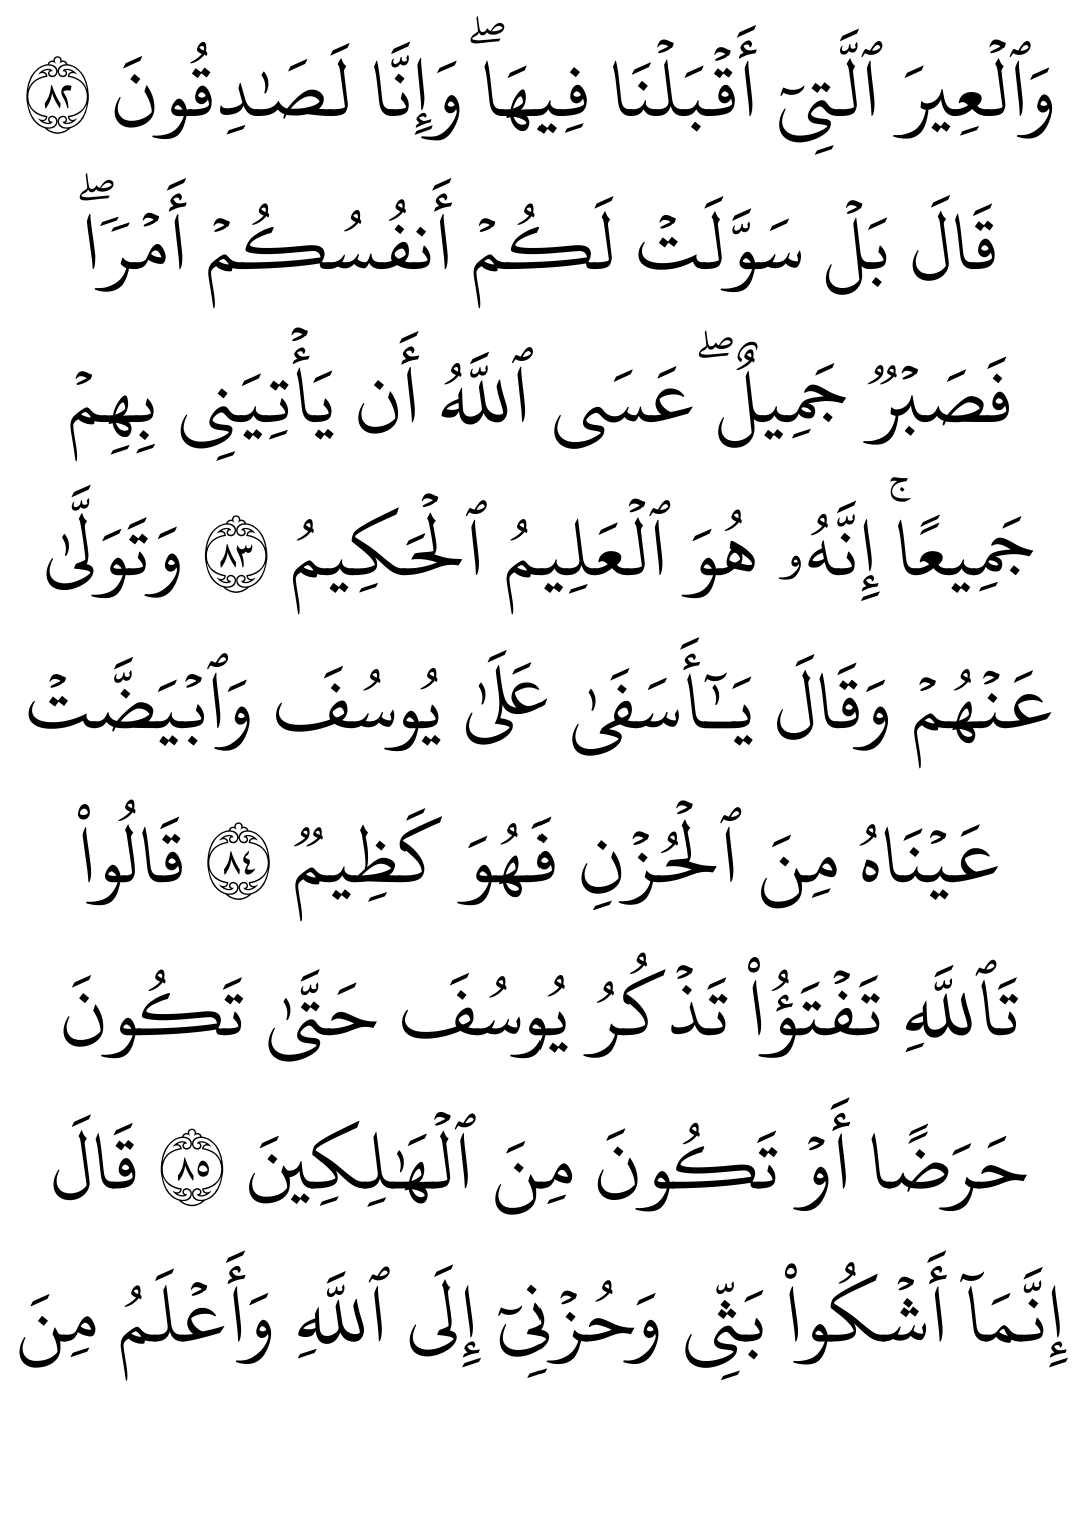 وَٱلۡعِيرَ ٱلَّتِيٓ أَقۡبَلۡنَا فِيهَاۖ وَإِنَّا لَصَٰدِقُونَ ٨٢
قَالَ بَلۡ سَوَّلَتۡ لَكُمۡ أَنفُسُكُمۡ أَمۡرٗاۖ
فَصَبۡرٞ جَمِيلٌۖ عَسَى ٱللَّهُ أَن يَأۡتِيَنِي بِهِمۡ
جَمِيعًاۚ إِنَّهُۥ هُوَ ٱلۡعَلِيمُ ٱلۡحَكِيمُ ٨٣ وَتَوَلَّىٰ
عَنۡهُمۡ وَقَالَ يَٰٓأَسَفَىٰ عَلَىٰ يُوسُفَ وَٱبۡيَضَّتۡ
عَيۡنَاهُ مِنَ ٱلۡحُزۡنِ فَهُوَ كَظِيمٞ ٨٤ قَالُواْ
تَٱللَّهِ تَفۡتَؤُاْ تَذۡكُرُ يُوسُفَ حَتَّىٰ تَكُونَ
حَرَضًا أَوۡ تَكُونَ مِنَ ٱلۡهَٰلِكِينَ ٨٥ قَالَ
إِنَّمَآ أَشۡكُواْ بَثِّي وَحُزۡنِيٓ إِلَى ٱللَّهِ وَأَعۡلَمُ مِنَ